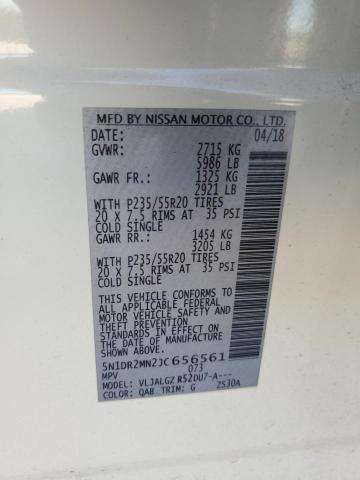 MFD BY NISSAN MOTOR CO., LTD.
DATE: 04/18
GVWR: 2715 KG
5986 LB
GAWR FR.: 1325 KG
2921 LB
WITH P235/55R20 TIRES
20 X 7.5 RIMS AT 35 PSI
COLD SINGLE
GAWR RR.: 1454 KG
3205 LB
WITH P235/55R20 TIRES
20 X 7.5 RIMS AT 35 PSI
COLD SINGLE
THIS VEHICLE CONFORMS TO
ALL APPLICABLE FEDERAL
MOTOR VEHICLE SAFETY
AND THEFT PREVENTION
STANDARDS IN EFFECT ON
THE DATE OF MANUFACTURE
SHOWN ABOVE.
5N1DR2MN2JC656561
MPV 073
MODEL: VLJALGZ R52DU7-A---
COLOR: QAB TRIM: G ZS30A